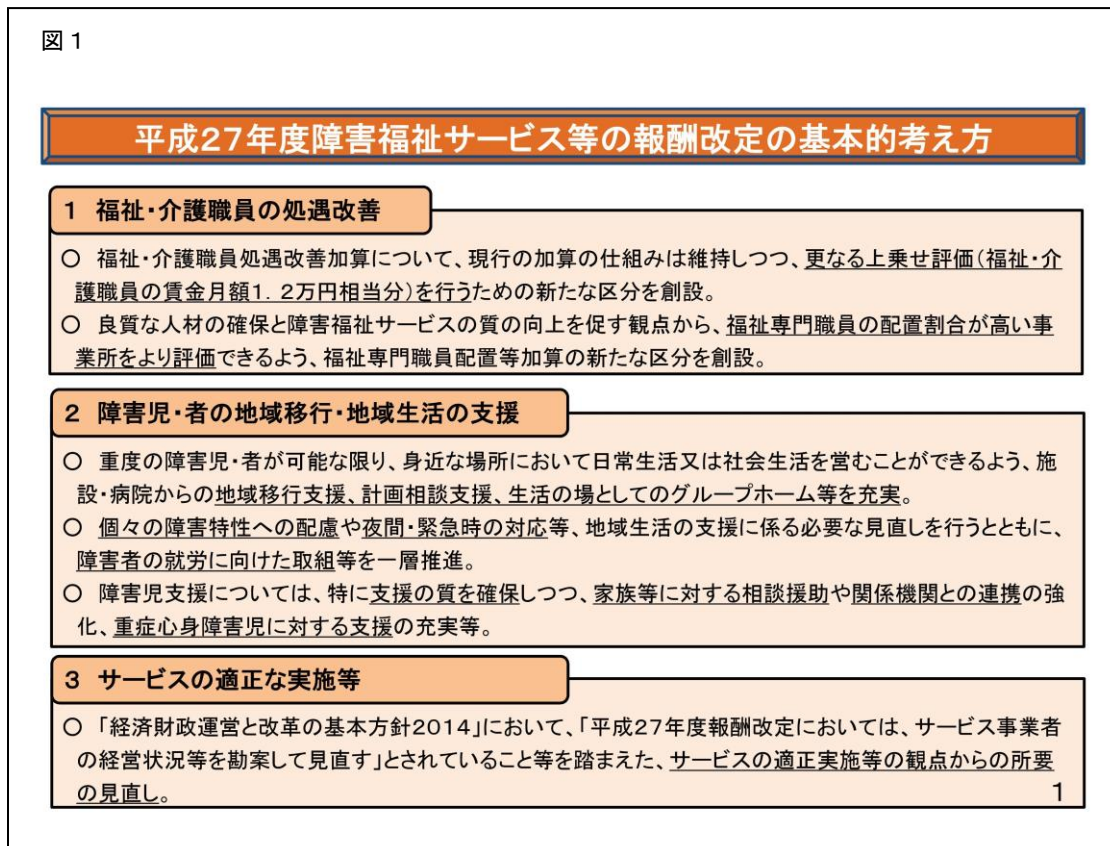 図1
平成27年度障害福祉サービス等の報酬改定の基本的考え方
1 福祉・介護職員の処遇改善
○ 福祉・介護職員処遇改善加算について、現行の加算の仕組みは維持しつつ、更なる上乗せ評価(福祉・介
護職員の賃金月額1.2万円相当分)を行うための新たな区分を創設。
○ 良質な人材の確保と障害福祉サービスの質の向上を促す観点から、福祉専門職員の配置割合が高い事
業所をより評価できるよう、福祉専門職員配置等加算の新たな区分を創設。
2 障害児・者の地域移行・地域生活の支援
○ 重度の障害児・者が可能な限り、身近な場所において日常生活又は社会生活を営むことができるよう、施
設・病院からの地域移行支援、計画相談支援、生活の場としてのグループホーム等を充実。
○ 個々の障害特性への配慮や夜間・緊急時の対応等、地域生活の支援に係る必要な見直しを行うとともに、
障害者の就労に向けた取組等を一層推進。
○ 障害児支援については、特に支援の質を確保しつつ、家族等に対する相談援助や関係機関との連携の強
化、重症心身障害児に対する支援の充実等。
3 サービスの適正な実施等
○ 「経済財政運営と改革の基本方針2014」において、「平成27年度報酬改定においては、サービス事業者
の経営状況等を勘案して見直す」とされていること等を踏まえた、サービスの適正実施等の観点からの所要
の見直し。
1